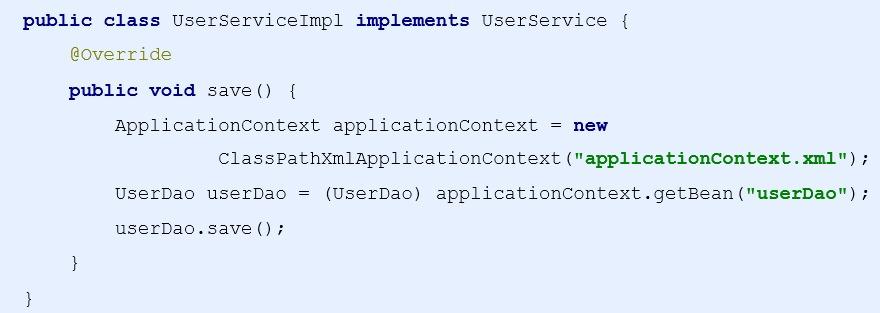 public class UserServiceImpl implements UserService {
@Override
public void save() {
ApplicationContext applicationContext = new
ClassPathXmlApplicationContext("applicationContext.xml");
UserDao userDao = (UserDao) applicationContext.getBean("userDao");
userDao.save();
}
}